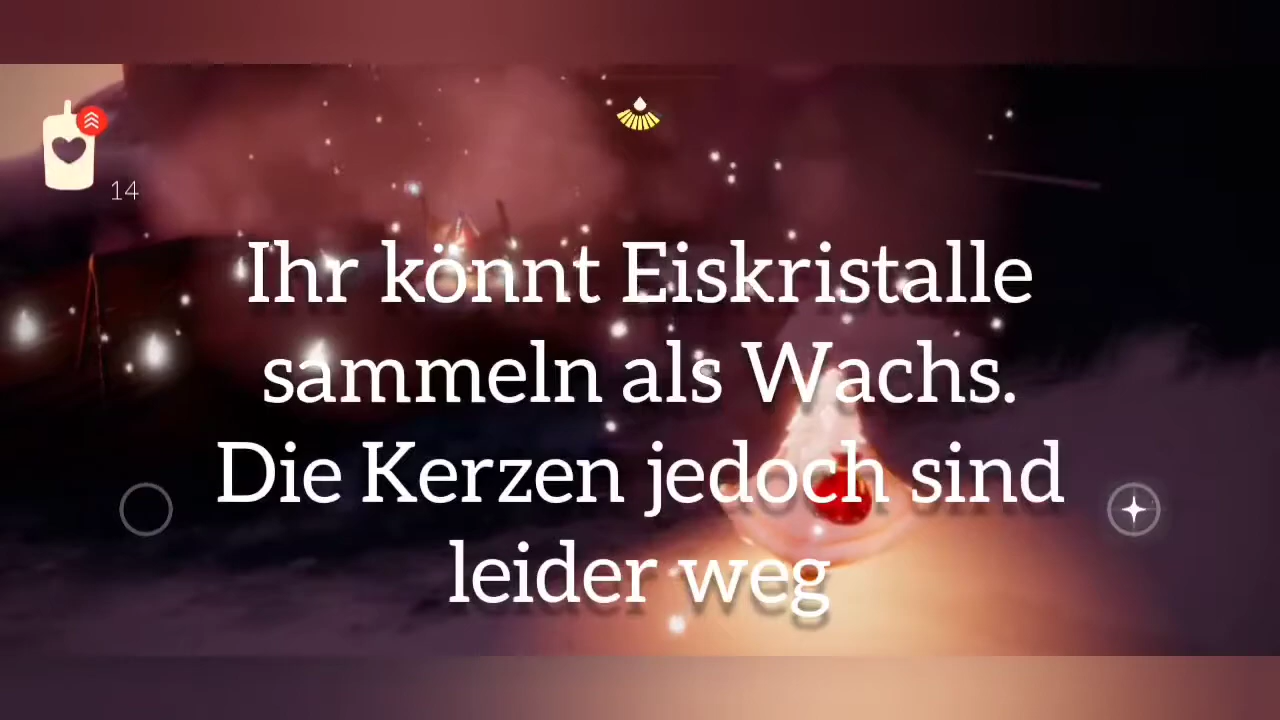 14
Ihr könnt Eiskristalle
sammeln als Wachs.
Die Kerzen jedoch sind
leider weg